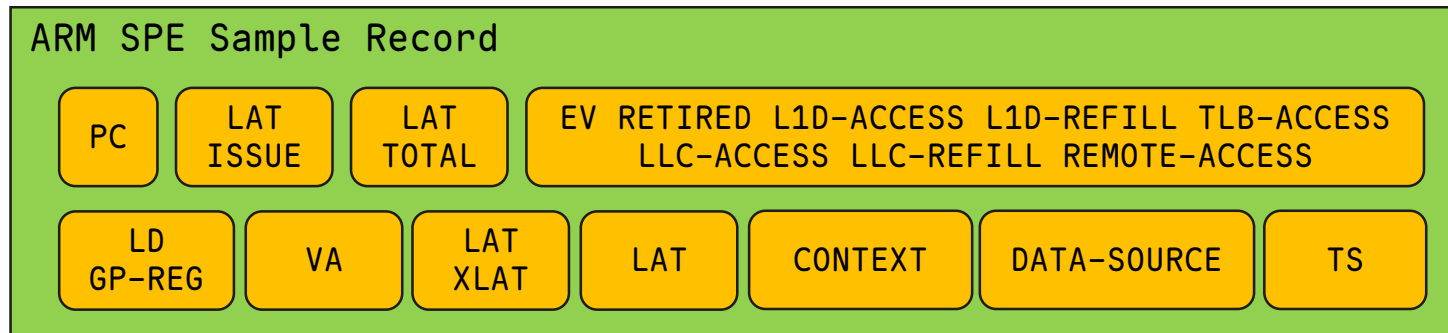 ARM SPE Sample Record
PC
LAT
ISSUE
LAT
TOTAL
EV RETIRED L1D-ACCESS L1D-REFILL TLB-ACCESS
LLC-ACCESS LLC-REFILL REMOTE-ACCESS
LD
GP-REG
VA
LAT
XLAT
LAT
CONTEXT
DATA-SOURCE
TS